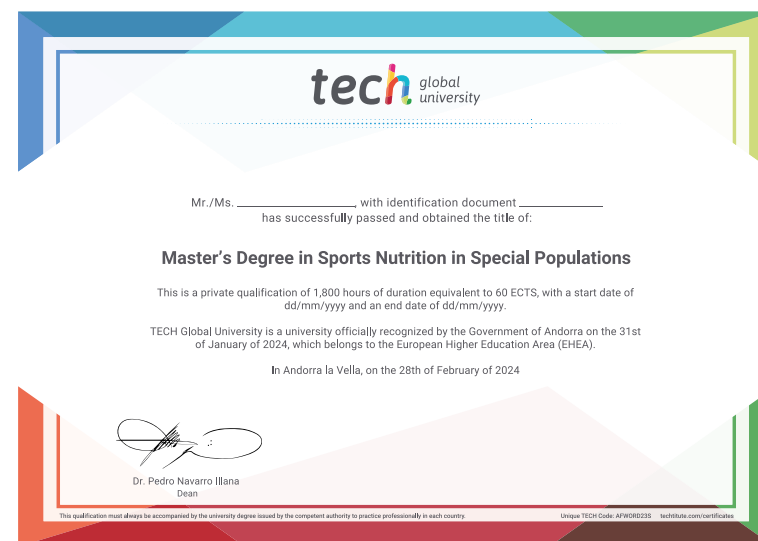 tech global
university
Mr./Ms. ____________, with identification document ____________
has successfully passed and obtained the title of:
Master's Degree in Sports Nutrition in Special Populations
This is a private qualification of 1,800 hours of duration equivalent to 60 ECTS, with a start date of
dd/mm/yyyy and an end date of dd/mm/yyyy.
TECH Global University is a university officially recognized by the Government of Andorra on the 31st
of January of 2024, which belongs to the European Higher Education Area (EHEA).
In Andorra la Vella, on the 28th of February of 2024
Dr. Pedro Navarro Illana
Dean
This qualification must always be accompanied by the university degree issued by the competent authority to practice professionally in each country. Unique TECH Code: AFWORD23S techtitute.com/certificates